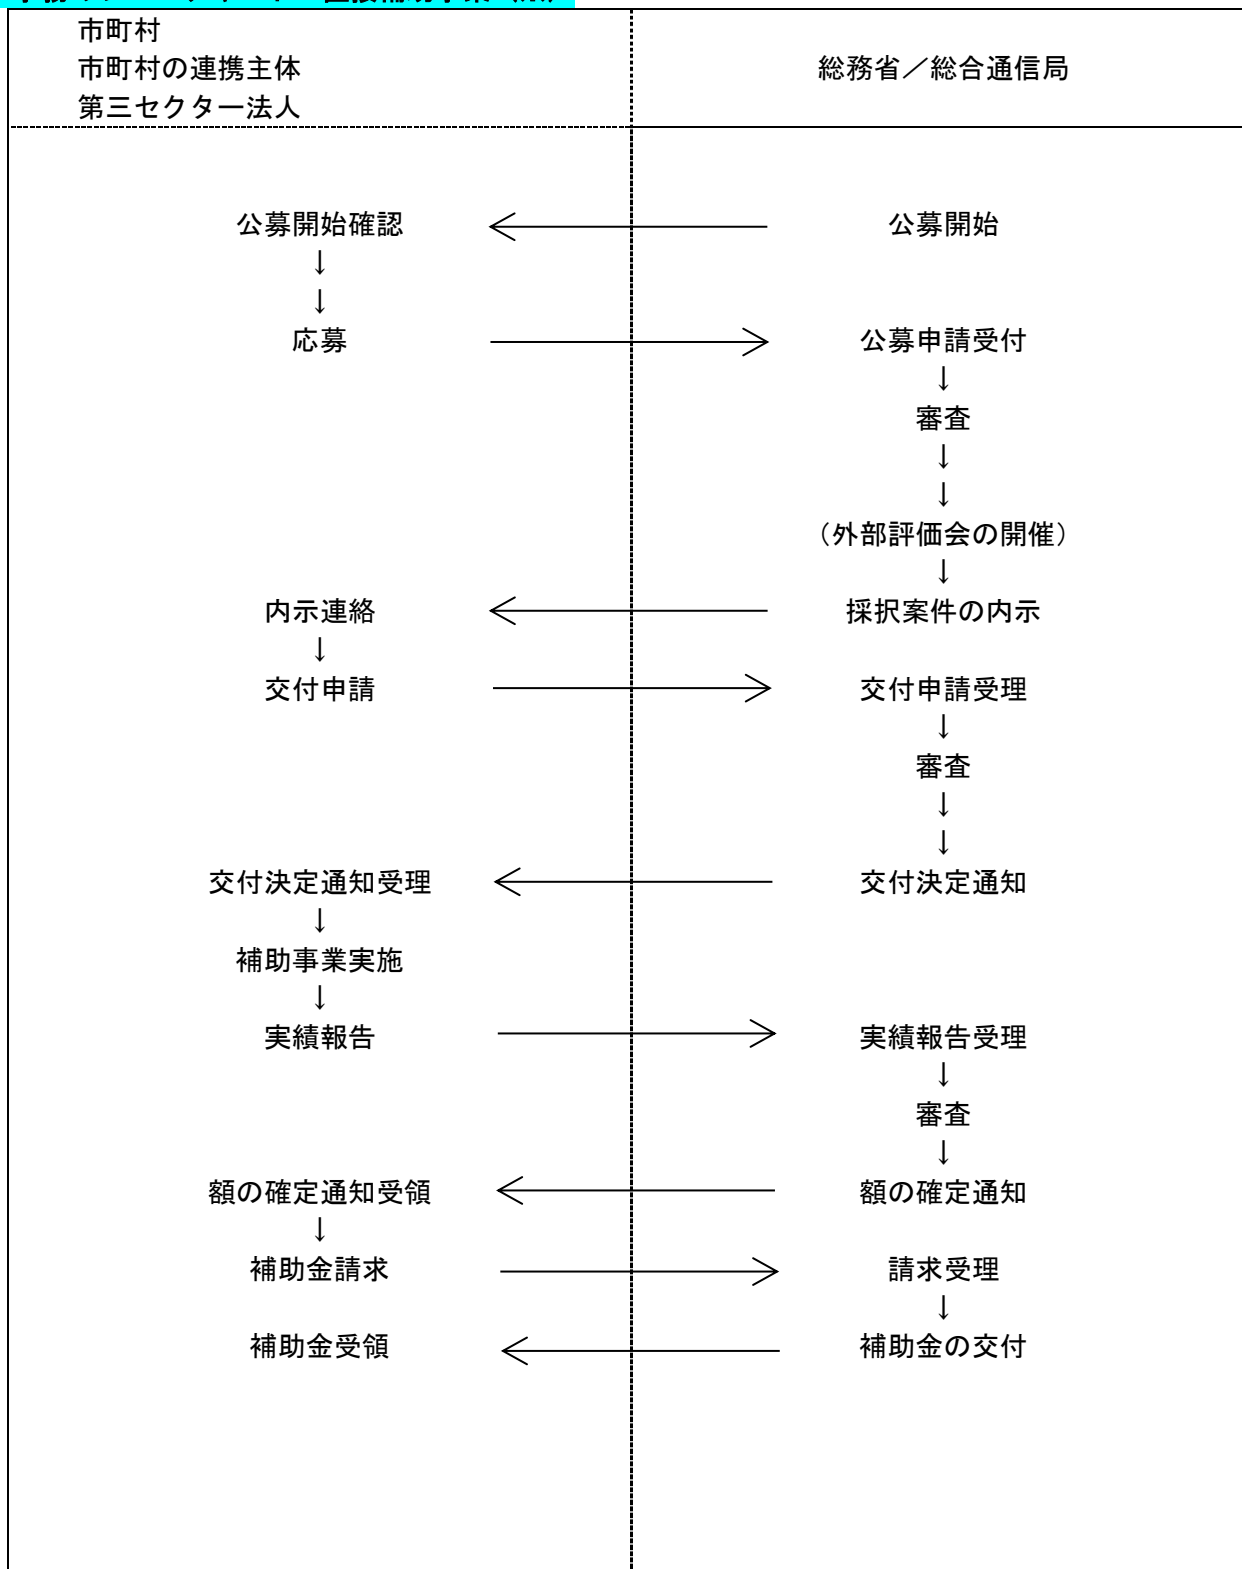 市町村
市町村の連携主体
第三セクター法人
総務省／総合通信局
公募開始確認
公募開始
↓
↓
応募
公募申請受付
↓
審査
↓
↓
（外部評価会の開催）
↓
内示連絡
採択案件の内示
↓
交付申請
交付申請受理
↓
審査
↓
↓
交付決定通知受理
交付決定通知
↓
補助事業実施
↓
実績報告
実績報告受理
↓
審査
↓
額の確定通知受領
額の確定通知
↓
補助金請求
請求受理
↓
補助金受領
補助金の交付